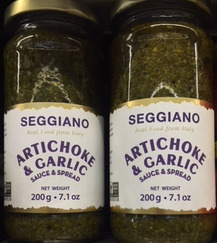 SEGGIANO
Real Food from Italy
ARTICHOKE
& GARLIC
SAUCE & SPREAD
NET WEIGHT
200g • 7.1 oz
SEGGIANO
Real Food from Italy
ARTICHOKE
& GARLIC
SAUCE & SPREAD
NET WEIGHT
200g • 7.1 oz